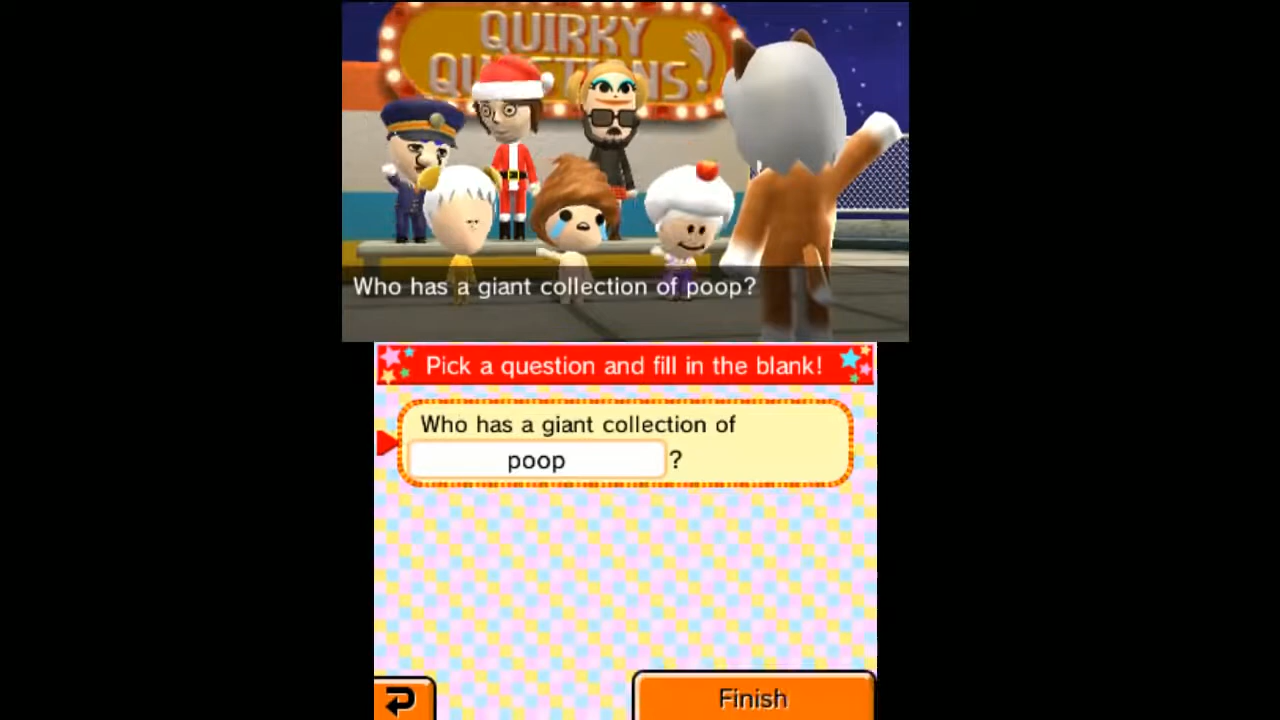 QUIRKY
QUESTIONS!
Who has a giant collection of poop?
Pick a question and fill in the blank!
Who has a giant collection of
poop ?
Finish